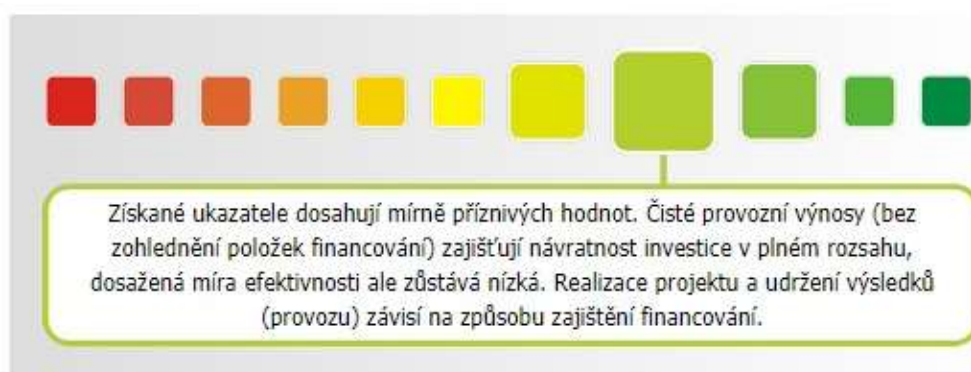 Získané ukazatele dosahují mírně příznivých hodnot. Čisté provozní výnosy (bez
zohlednění položek financování) zajišťují návratnost investice v plném rozsahu,
dosažená míra efektivnosti ale zůstává nízká. Realizace projektu a udržení výsledků
(provozu) závisí na způsobu zajištění financování.